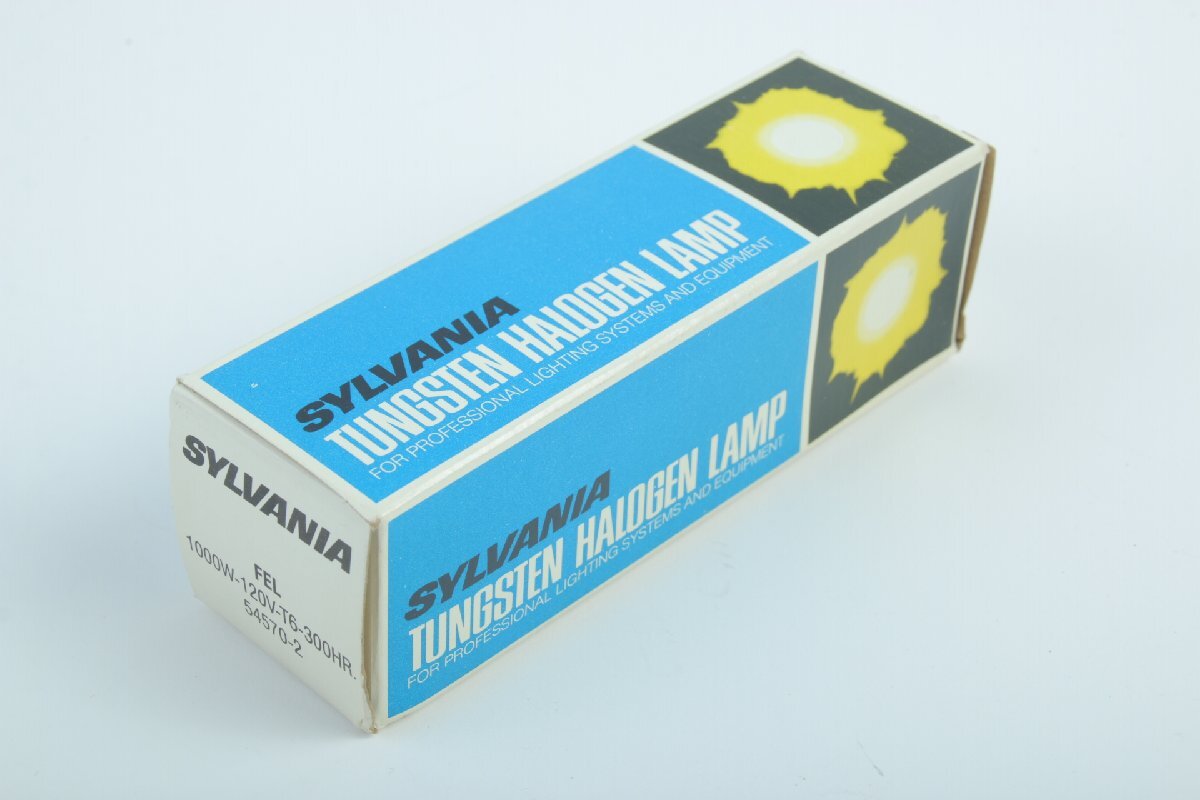 SYLVANIA
TUNGSTEN HALOGEN LAMP
FOR PROFESSIONAL LIGHTING SYSTEMS AND EQUIPMENT
SYLVANIA
TUNGSTEN HALOGEN LAMP
FOR PROFESSIONAL LIGHTING SYSTEMS AND EQUIPMENT
SYLVANIA
FEL
1000W-120V-T6-300HR.
54570-2